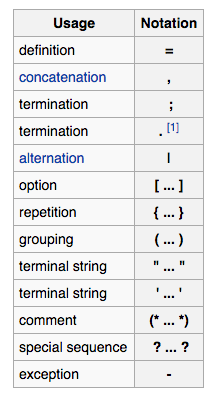 Usage Notation
definition =
concatenation ,
termination ;
termination . [1]
alternation |
option [ ... ]
repetition { ... }
grouping ( ... )
terminal string " ... "
terminal string ' ... '
comment (* ... *)
special sequence ? ... ?
exception -